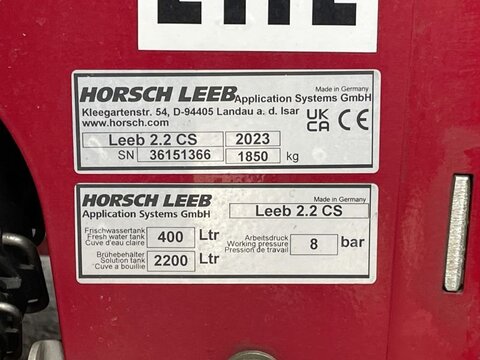 HORSCH LEEB Application Systems GmbH
Made in Germany
Kleegartenstr. 54, D-94405 Landau a. d. Isar
www.horsch.com
UK CA CE
Leeb 2.2 CS 2023
SN 36151366 1850 kg
HORSCH LEEB
Application Systems GmbH
Made in Germany
Leeb 2.2 CS
Frischwassertank
Fresh water tank
Cuve d'eau claire
400 Ltr
Brühebehälter
Solution tank
Cuve a bouillie
2200 Ltr
Arbeitsdruck
Working pressure
Pression de travail
8 bar